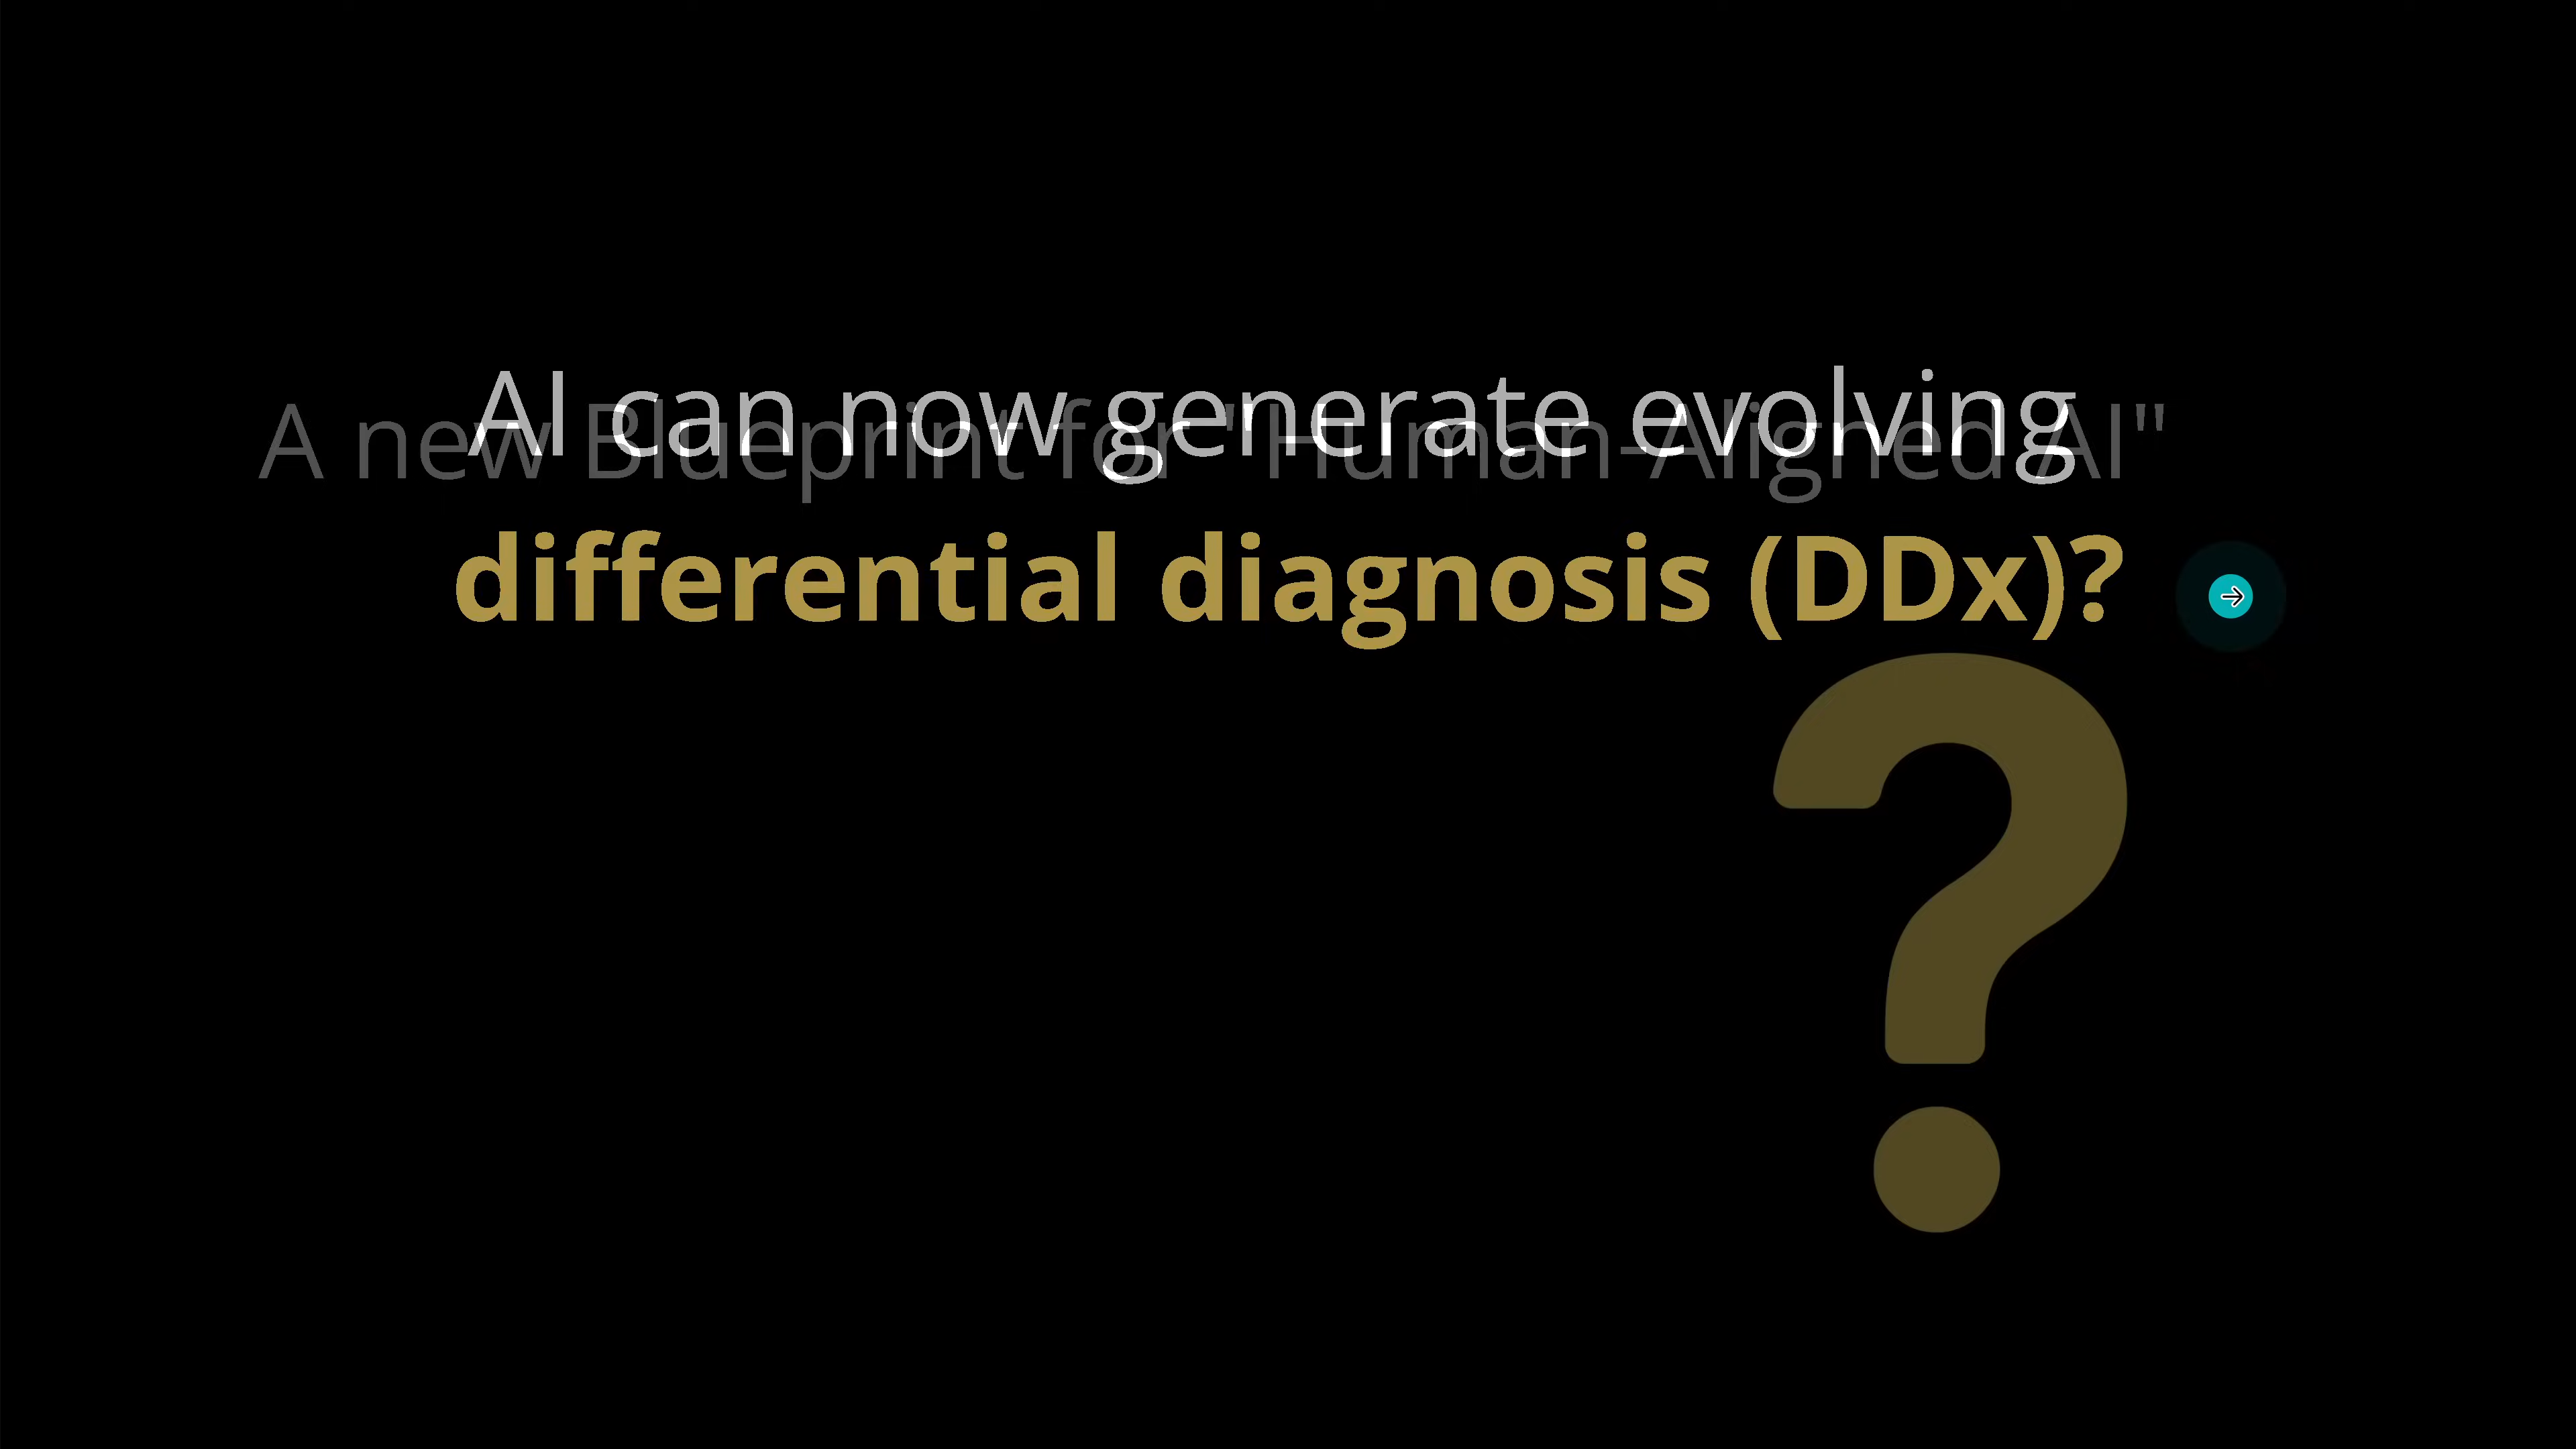 AI can now generate evolving
A new Blueprint for "Human-Aligned AI"
differential diagnosis (DDx)?
?